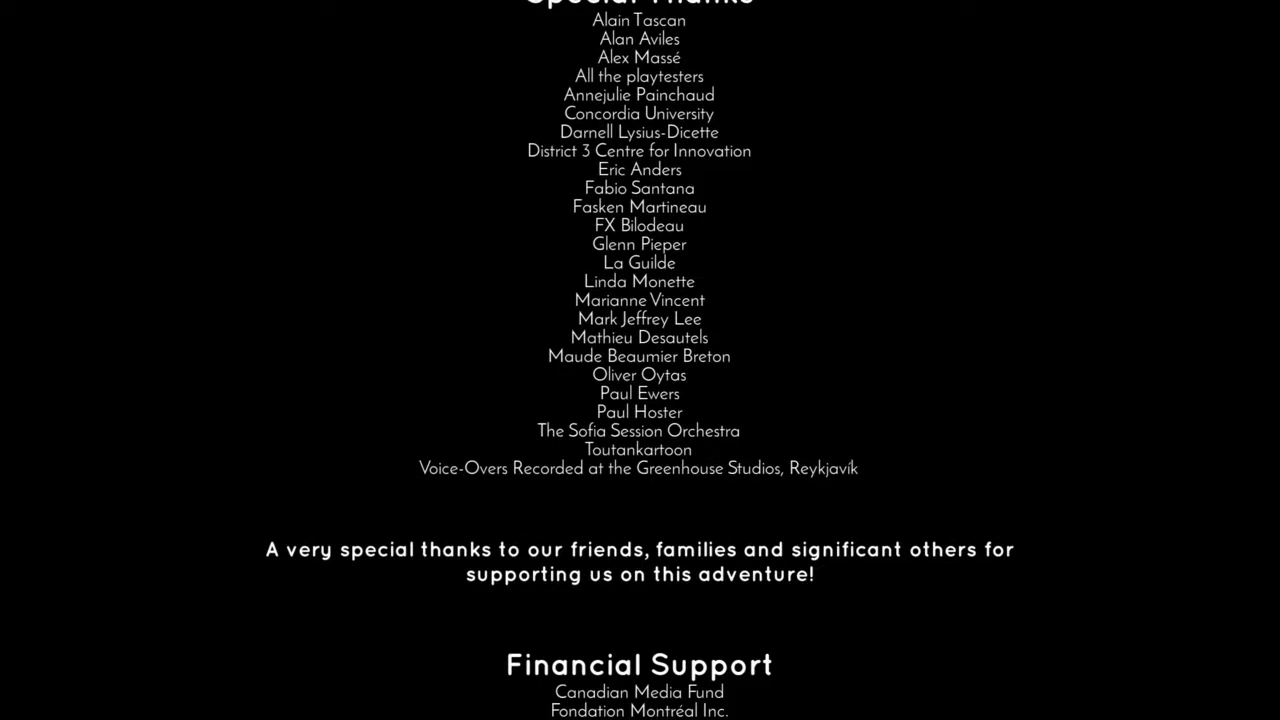 Special Thanks
Alain Tascan
Alan Aviles
Alex Massé
All the playtesters
Annejulie Painchaud
Concordia University
Darnell Lysius-Dicette
District 3 Centre for Innovation
Eric Anders
Fabio Santana
Fasken Martineau
FX Bilodeau
Glenn Pieper
La Guilde
Linda Monette
Marianne Vincent
Mark Jeffrey Lee
Mathieu Desautels
Maude Beaumier Breton
Oliver Oytas
Paul Ewers
Paul Hoster
The Sofia Session Orchestra
Toutankartoon
Voice-Overs Recorded at the Greenhouse Studios, Reykjavík
A very special thanks to our friends, families and significant others for
supporting us on this adventure!
Financial Support
Canadian Media Fund
Fondation Montréal Inc.